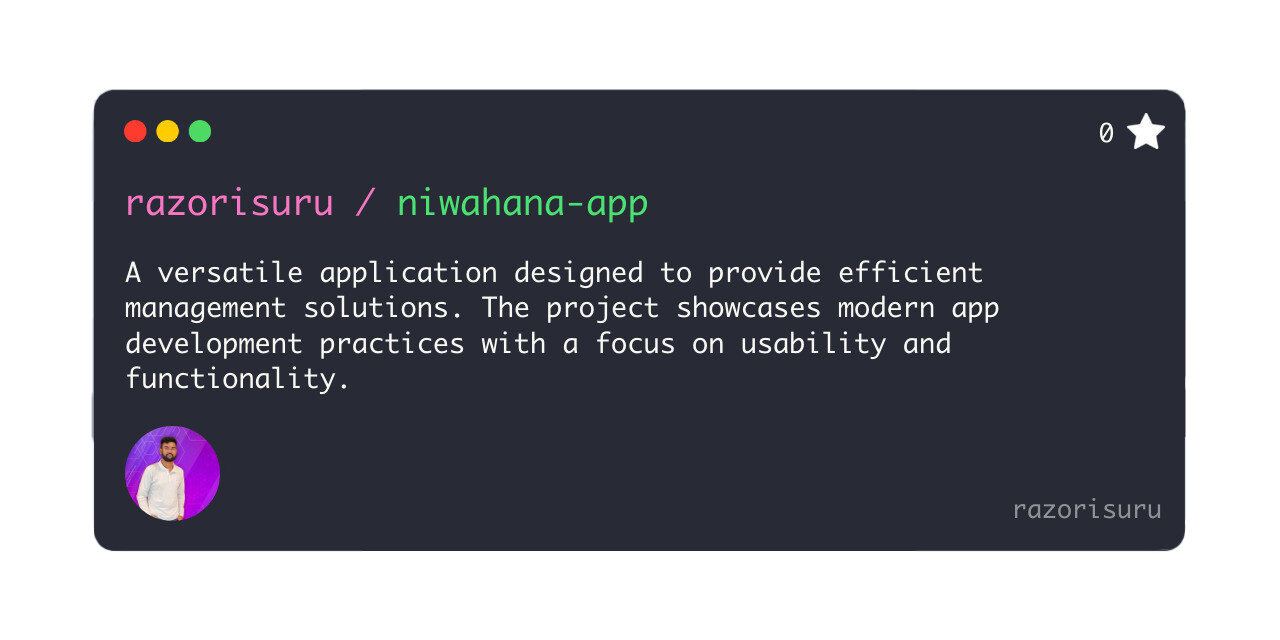 0
razorisuru / niwahana-app
A versatile application designed to provide efficient
management solutions. The project showcases modern app
development practices with a focus on usability and
functionality.
razorisuru